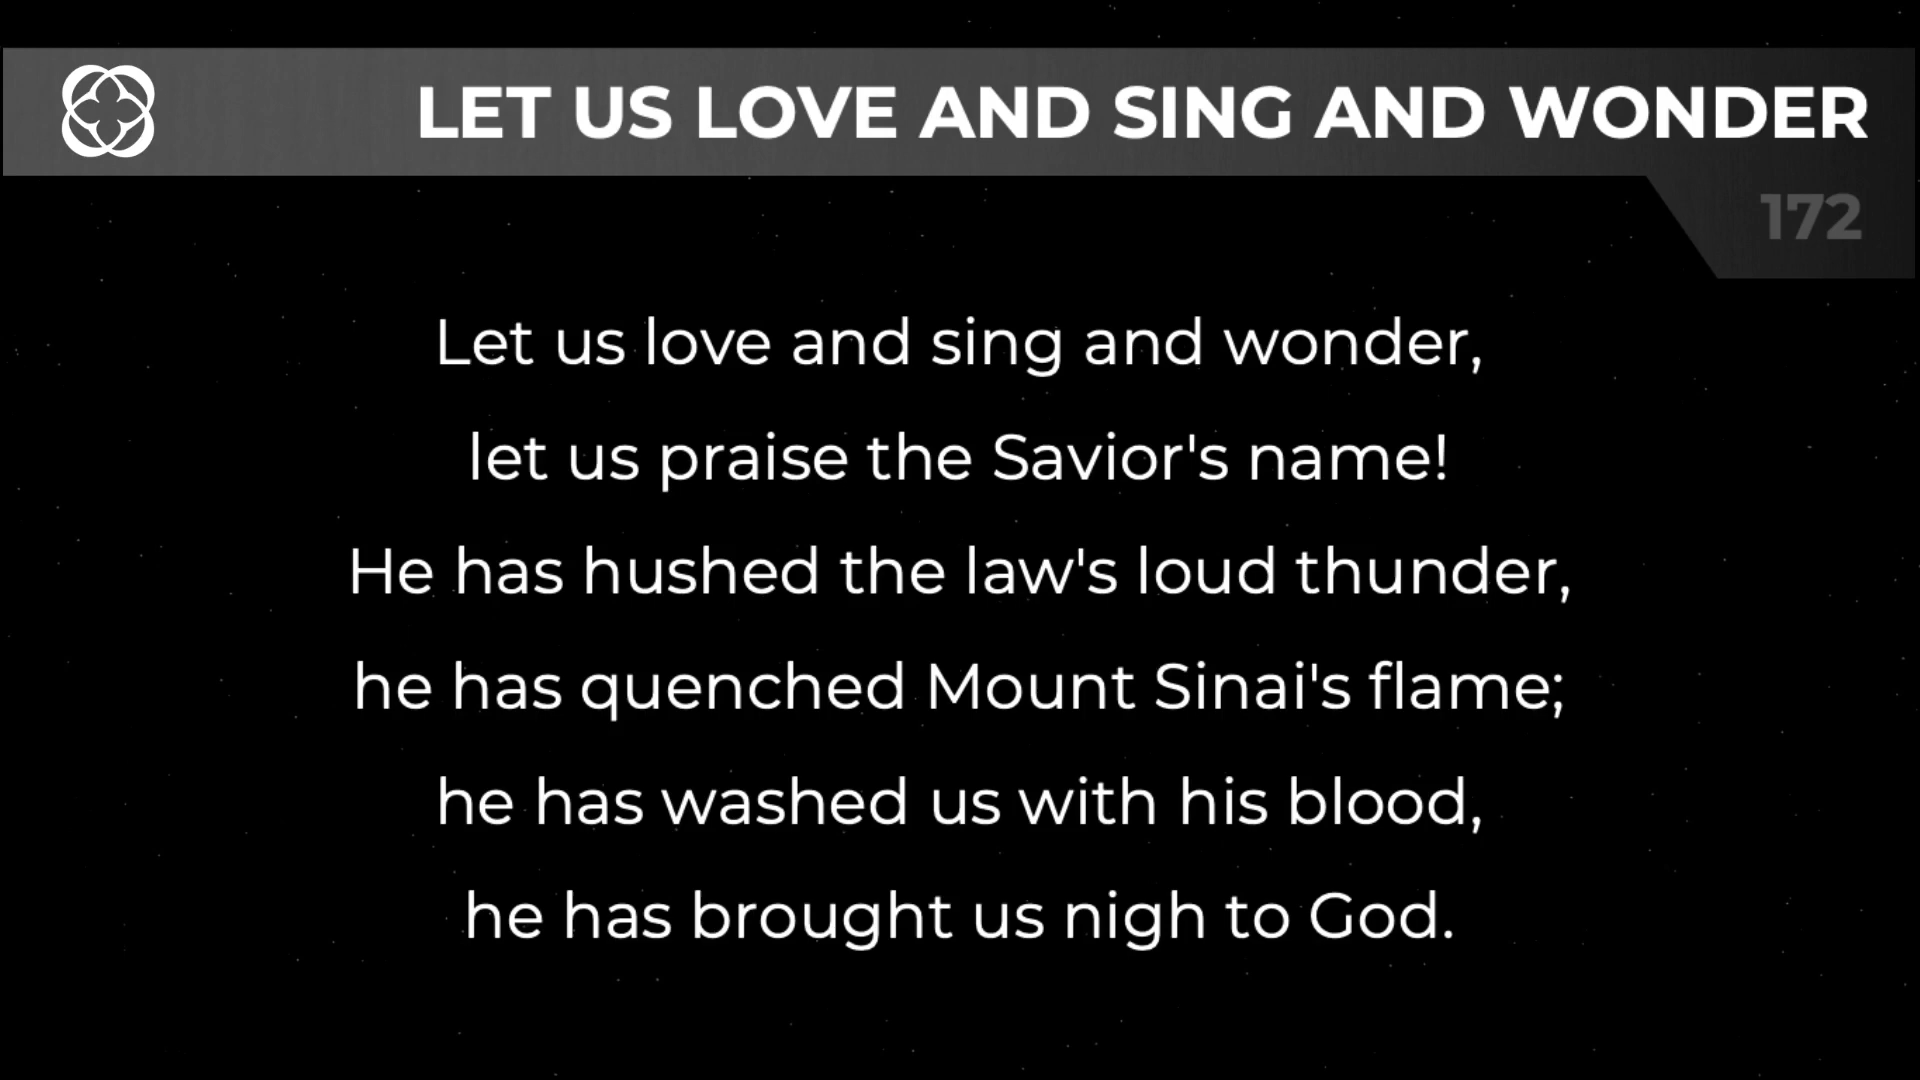 LET US LOVE AND SING AND WONDER
172
Let us love and sing and wonder,
let us praise the Savior's name!
He has hushed the law's loud thunder,
he has quenched Mount Sinai's flame;
he has washed us with his blood,
he has brought us nigh to God.